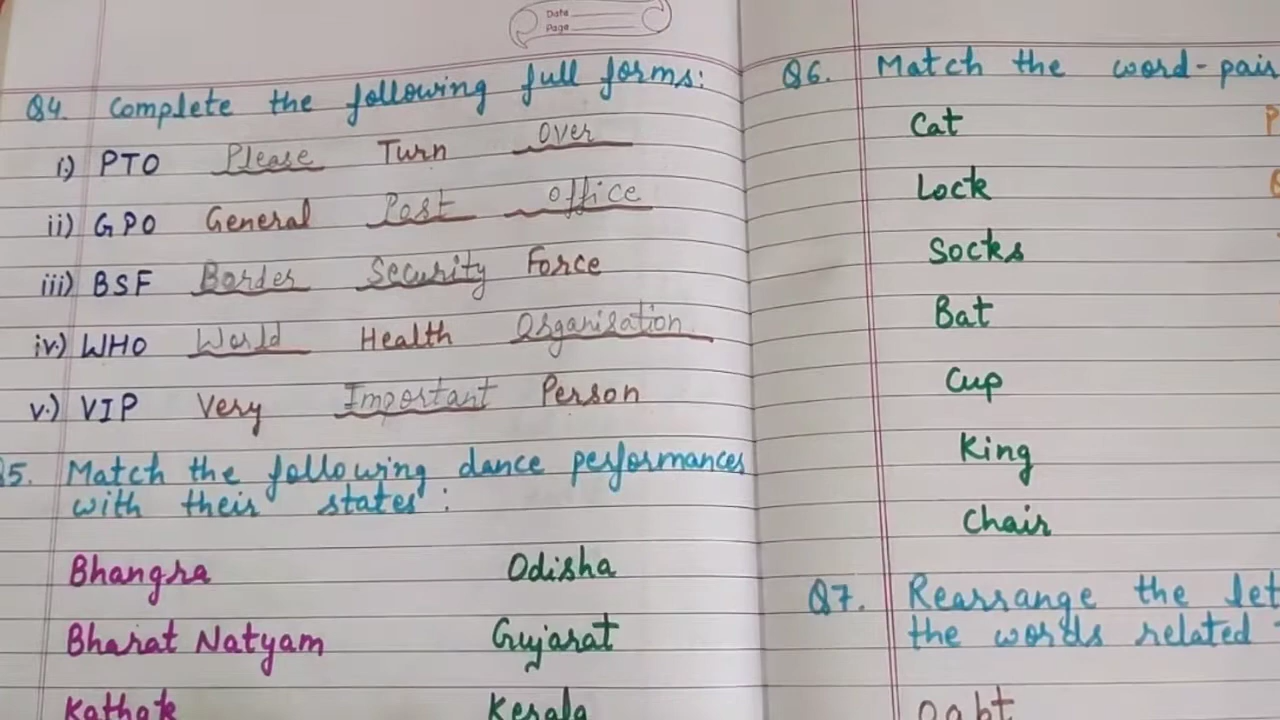 Date
Page
Q4. Complete the following full forms:
i.) PTO Please Turn Over
ii) GPO General Post Office
iii) BSF Border Security Force
iv.) WHO World Health Organisation
v.) VIP Very Important Person
5. Match the following dance performances
with their states :
Bhangra Odisha
Bharat Natyam Gujarat
Kathak Kerala
Q6. Match the word-pair
Cat
Lock
Socks
Bat
Cup
King
Chair
Q7. Rearrange the let
the words related